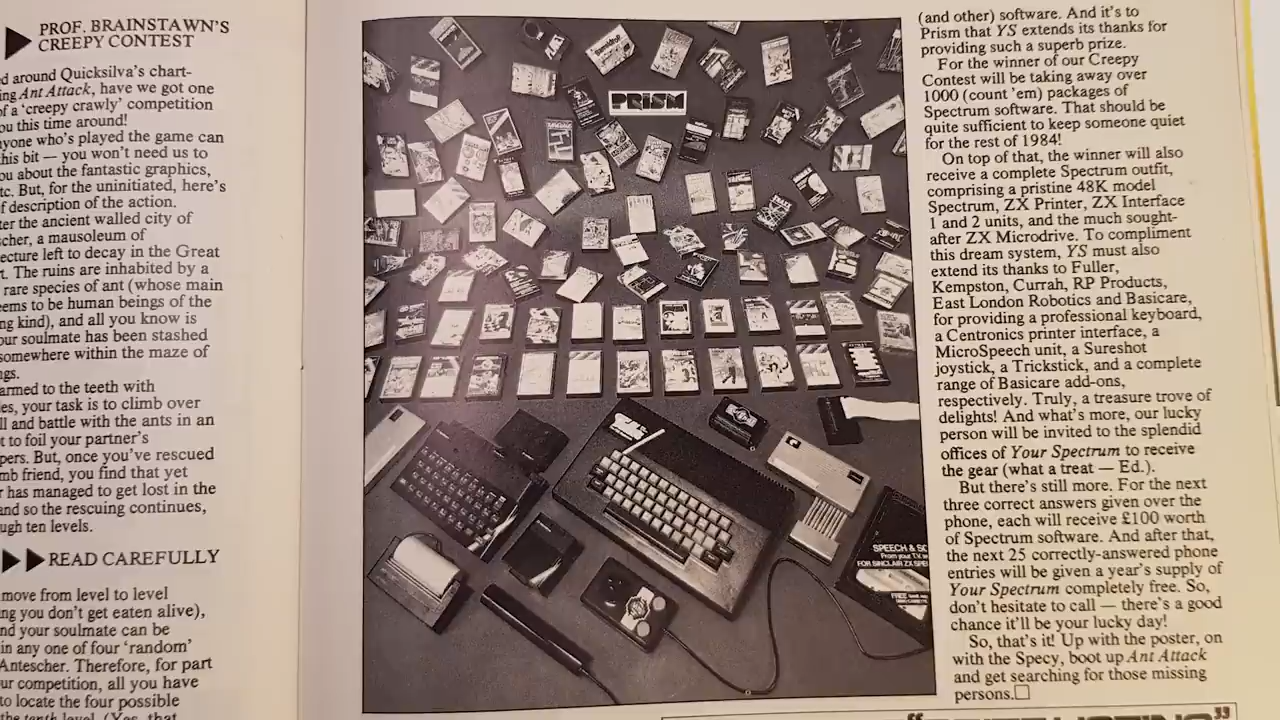 PROF. BRAINSTAWN'S
CREEPY CONTEST
d around Quicksilva's chart-
ing Ant Attack, have we got one
of a 'creepy crawly' competition
ou this time around!
yone who's played the game can
this bit — you won't need us to
ou about the fantastic graphics,
tc. But, for the uninitiated, here's
f description of the action.
ter the ancient walled city of
scher, a mausoleum of
ecture left to decay in the Great
t. The ruins are inhabited by a
rare species of ant (whose main
eems to be human beings of the
ng kind), and all you know is
our soulmate has been stashed
somewhere within the maze of
ngs.
armed to the teeth with
es, your task is to climb over
ll and battle with the ants in an
t to foil your partner's
pers. But, once you've rescued
mb friend, you find that yet
r has managed to get lost in the
and so the rescuing continues,
ugh ten levels.
READ CAREFULLY
move from level to level
ng you don't get eaten alive),
nd your soulmate can be
in any one of four 'random'
Antescher. Therefore, for part
ur competition, all you have
to locate the four possible
the tenth level. (Yes, that
PRISM
SPEECH & SO
From your T.V. se
FOR SINCLAIR ZX SPE
FREE
(and other) software. And it's to
Prism that YS extends its thanks for
providing such a superb prize.
For the winner of our Creepy
Contest will be taking away over
1000 (count 'em) packages of
Spectrum software. That should be
quite sufficient to keep someone quiet
for the rest of 1984!
On top of that, the winner will also
receive a complete Spectrum outfit,
comprising a pristine 48K model
Spectrum, ZX Printer, ZX Interface
1 and 2 units, and the much sought-
after ZX Microdrive. To compliment
this dream system, YS must also
extend its thanks to Fuller,
Kempston, Currah, RP Products,
East London Robotics and Basicare,
for providing a professional keyboard,
a Centronics printer interface, a
MicroSpeech unit, a Sureshot
joystick, a Trickstick, and a complete
range of Basicare add-ons,
respectively. Truly, a treasure trove of
delights! And what's more, our lucky
person will be invited to the splendid
offices of Your Spectrum to receive
the gear (what a treat — Ed.).
But there's still more. For the next
three correct answers given over the
phone, each will receive £100 worth
of Spectrum software. And after that,
the next 25 correctly-answered phone
entries will be given a year's supply of
Your Spectrum completely free. So,
don't hesitate to call — there's a good
chance it'll be your lucky day!
So, that's it! Up with the poster, on
with the Specy, boot up Ant Attack
and get searching for those missing
persons.